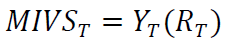 MIVS_T = Y_T(R_T)